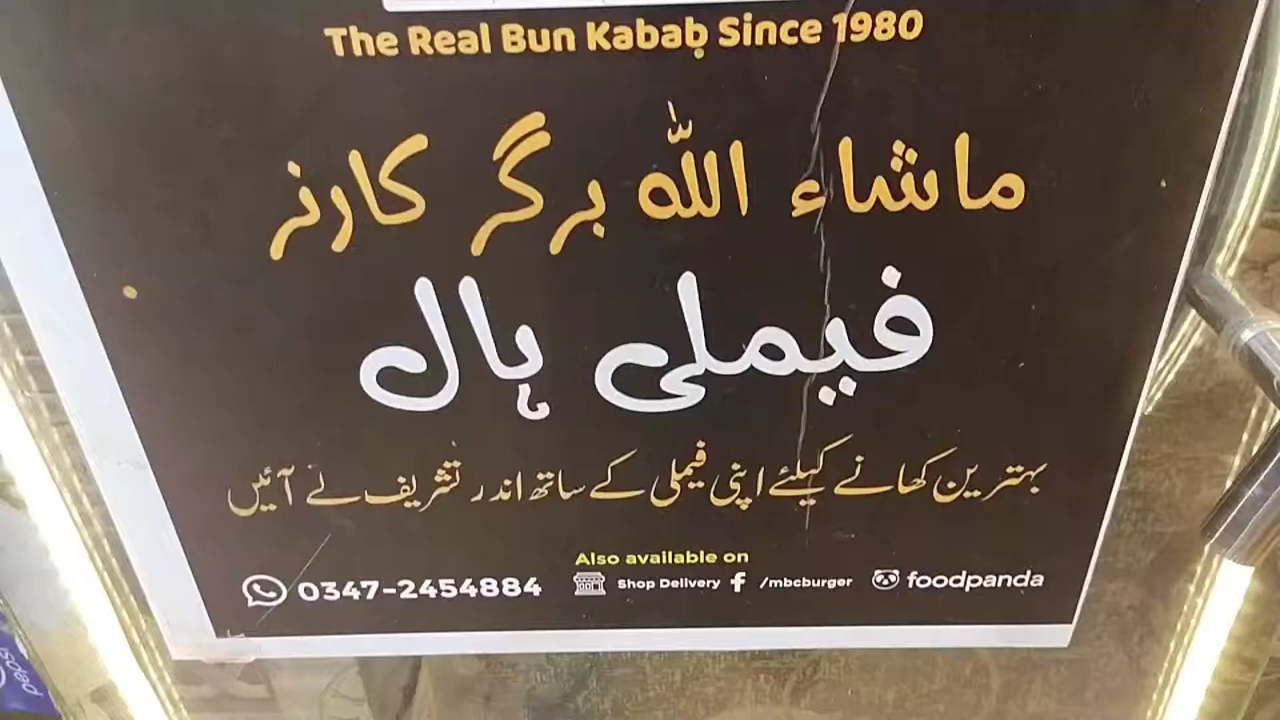 The Real Bun Kabab Since 1980
ماشاء اللہ برگر کارنر
فیملی ہال
بہترین کھانے کیلئے اپنی فیملی کے ساتھ اندر تشریف لے آئیں
Also available on
0347-2454884 Shop Delivery /mbcburger foodpanda
pepsi